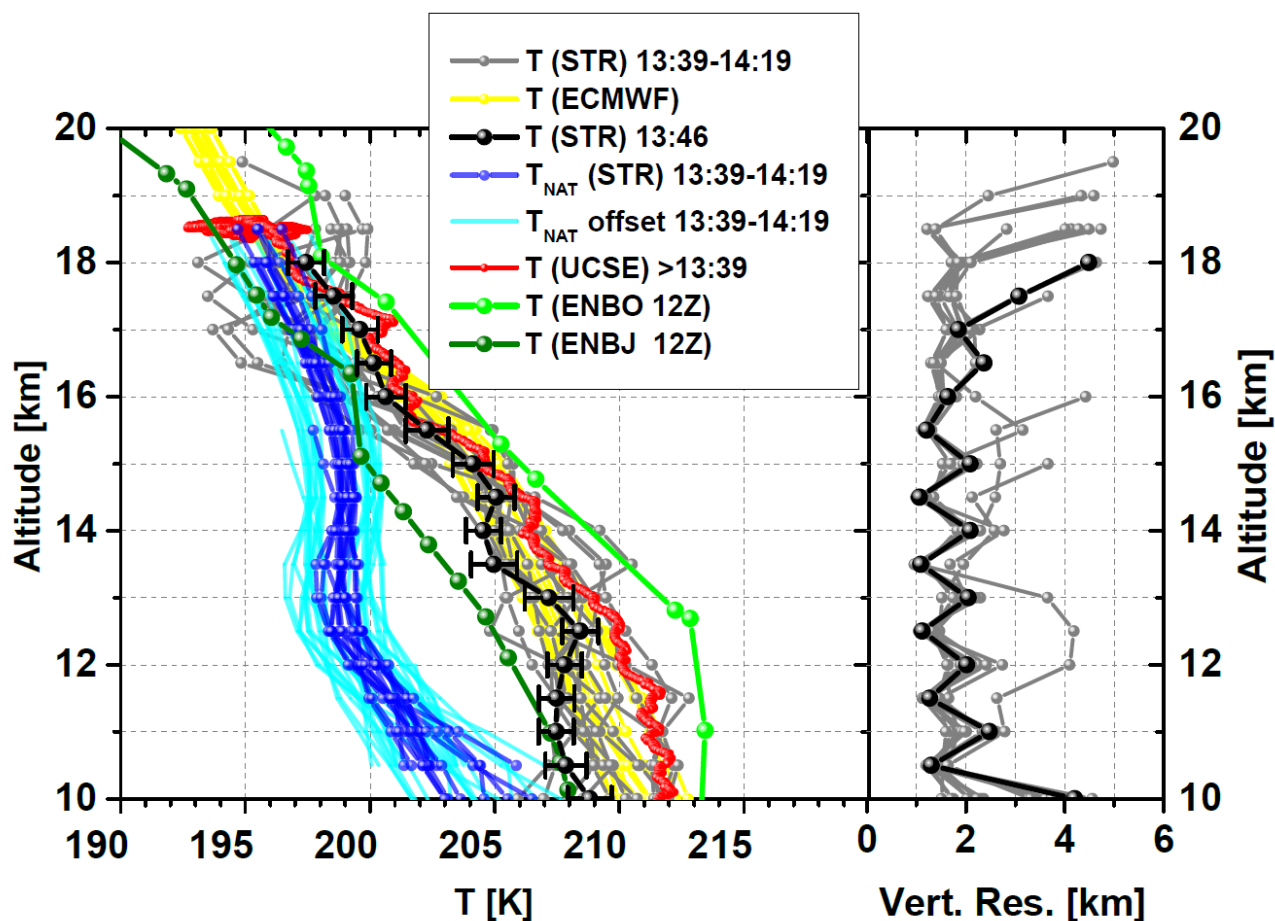 T (STR) 13:39-14:19
T (ECMWF)
T (STR) 13:46
T_NAT (STR) 13:39-14:19
T_NAT offset 13:39-14:19
T (UCSE) >13:39
T (ENBO 12Z)
T (ENBJ 12Z)
20
18
16
14
12
10
Altitude [km]
190
195
200
205
210
215
T [K]
20
18
16
14
12
10
Altitude [km]
0
2
4
6
Vert. Res. [km]